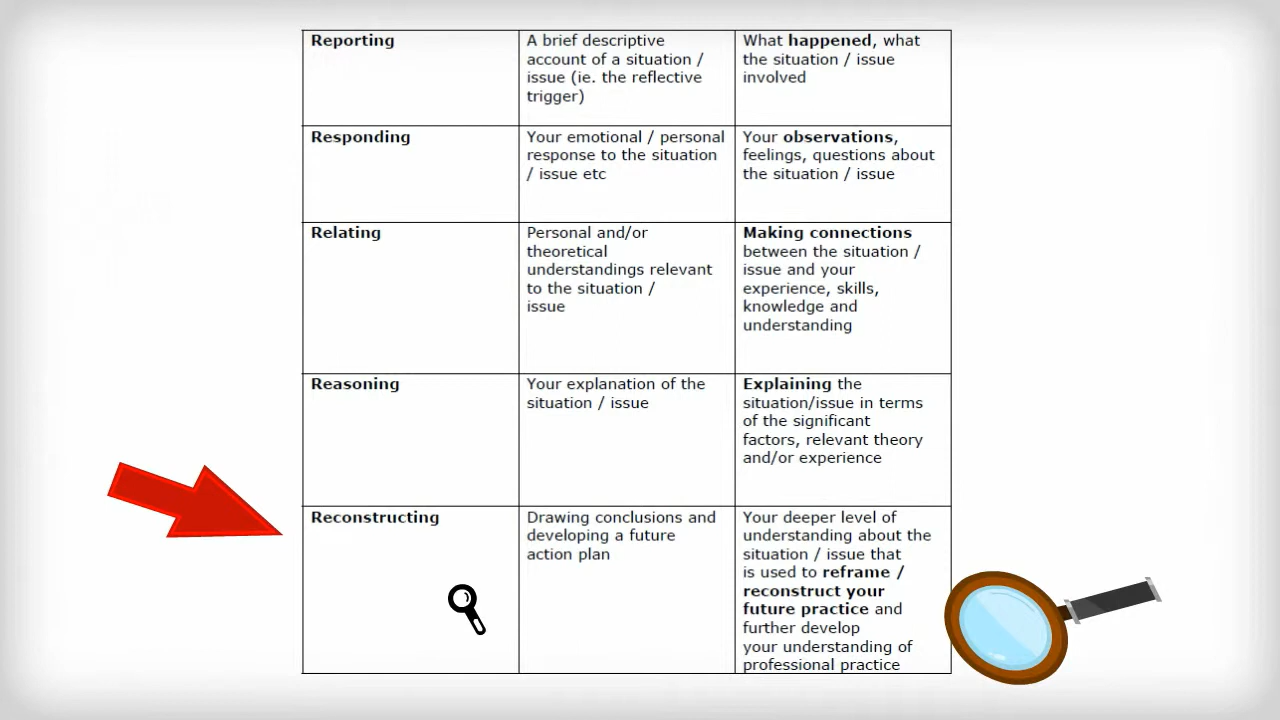 Reporting
A brief descriptive
account of a situation /
issue (ie. the reflective
trigger)
What happened, what
the situation / issue
involved
Responding
Your emotional / personal
response to the situation
/ issue etc
Your observations,
feelings, questions about
the situation / issue
Relating
Personal and/or
theoretical
understandings relevant
to the situation /
issue
Making connections
between the situation /
issue and your
experience, skills,
knowledge and
understanding
Reasoning
Your explanation of the
situation / issue
Explaining the
situation/issue in terms
of the significant
factors, relevant theory
and/or experience
Reconstructing
Drawing conclusions and
developing a future
action plan
Your deeper level of
understanding about the
situation / issue that
is used to reframe /
reconstruct your
future practice and
further develop
your understanding of
professional practice